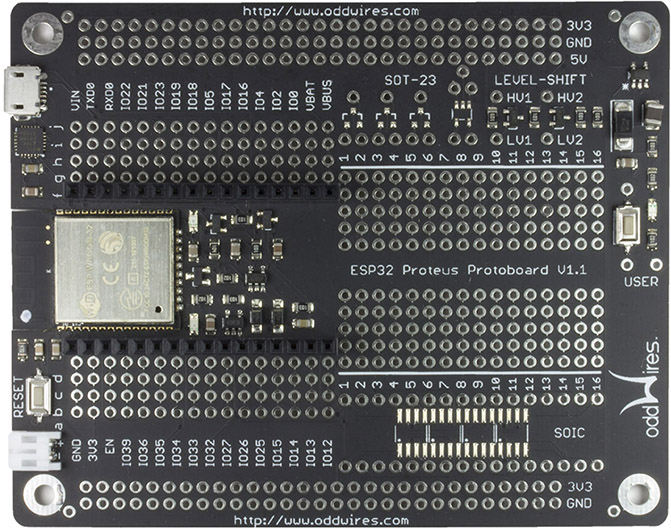 http://www.oddwires.com
3V3
GND
5V
SOT-23
LEVEL-SHIFT
HV1 HV2
LV1 LV2
VIN TXD0 RXD0 IO22 IO21 IO23 IO19 IO18 IO5 IO17 IO16 IO4 IO2 IO0 VBAT VBUS
j
i
h
g
f
1 2 3 4 5 6 7 8 9 10 11 12 13 14 15 16
CE
ESP32 Proteus Protoboard V1.1
USER
RESET
e
d
c
b
a
1 2 3 4 5 6 7 8 9 10 11 12 13 14 15 16
oddWires.
GND 3V3 EN IO39 IO36 IO35 IO34 IO33 IO32 IO27 IO26 IO25 IO15 IO14 IO13 IO12
SOIC
3V3
GND
http://www.oddwires.com